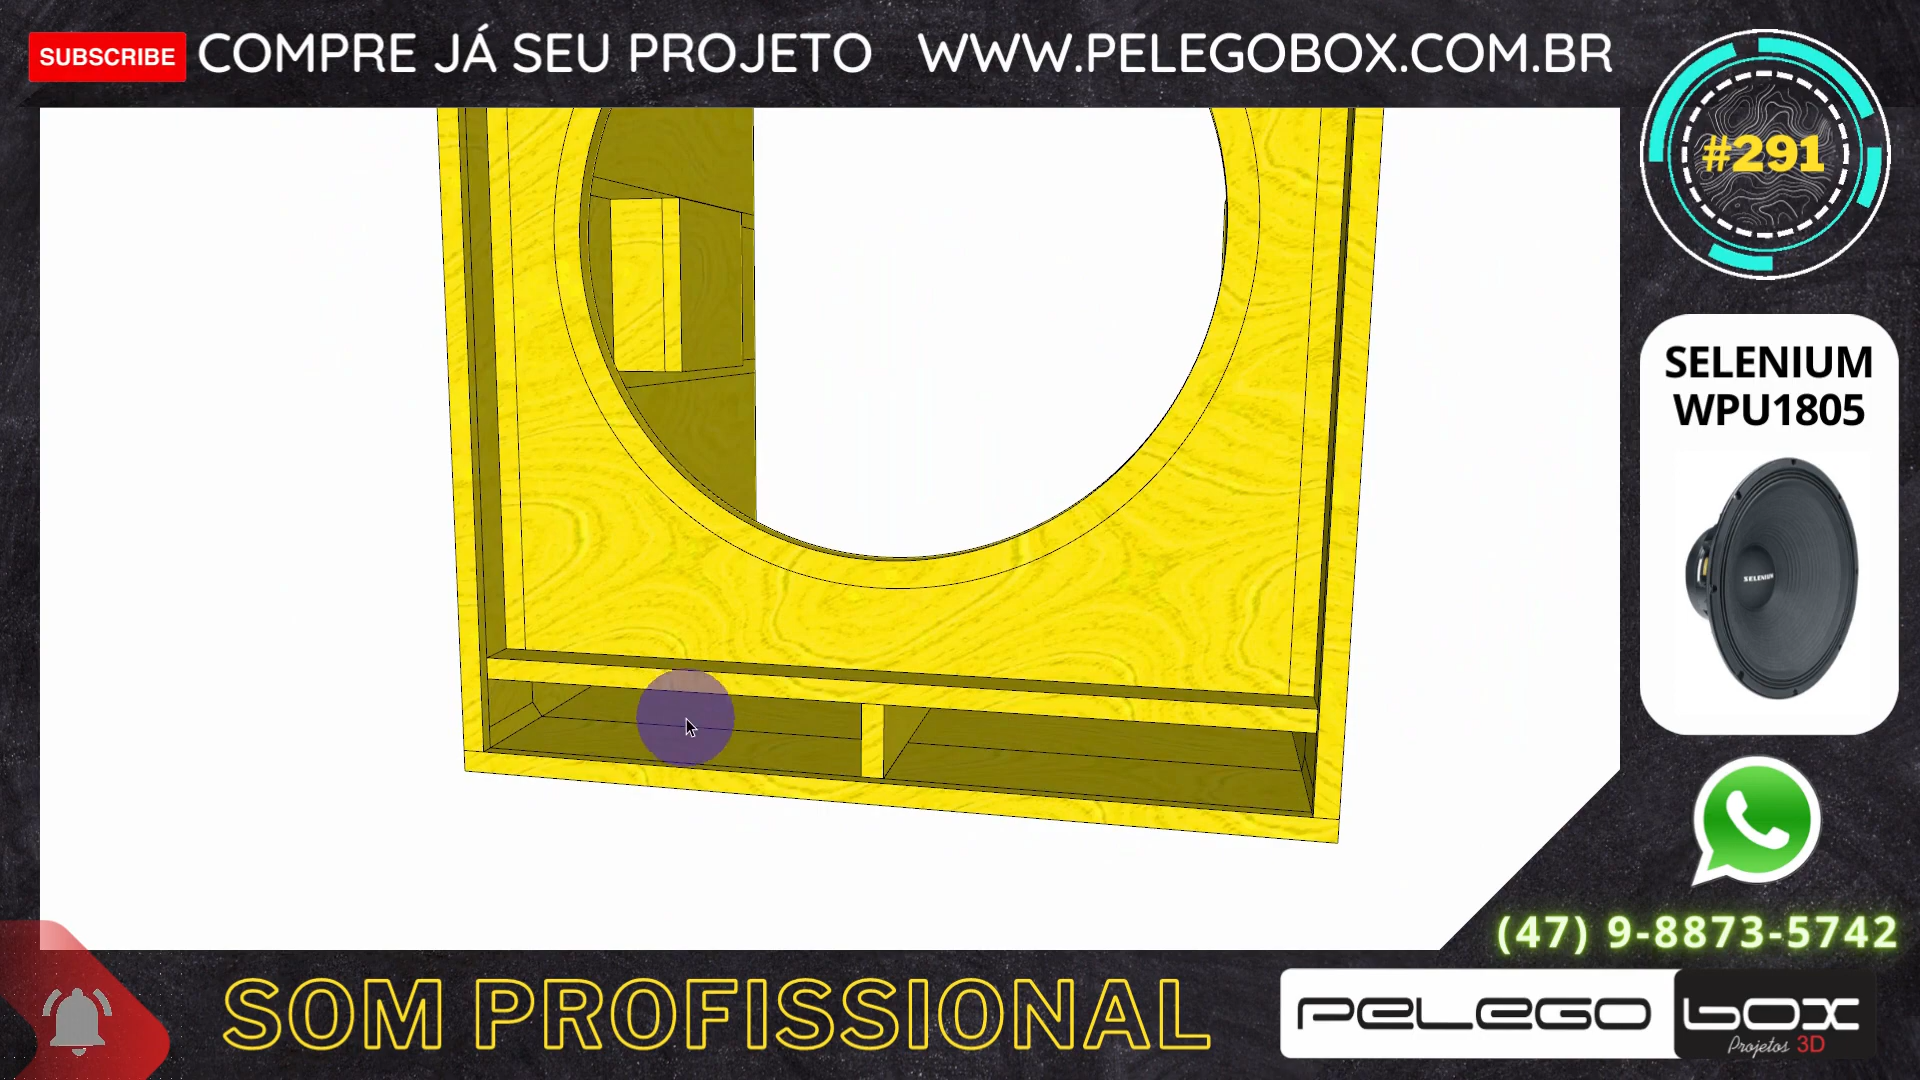 SUBSCRIBE
COMPRE JÁ SEU PROJETO WWW.PELEGOBOX.COM.BR
#291
SELENIUM
WPU1805
SELENIUM
(47) 9-8873-5742
SOM PROFISSIONAL
PELEGO BOX
Projetos 3D